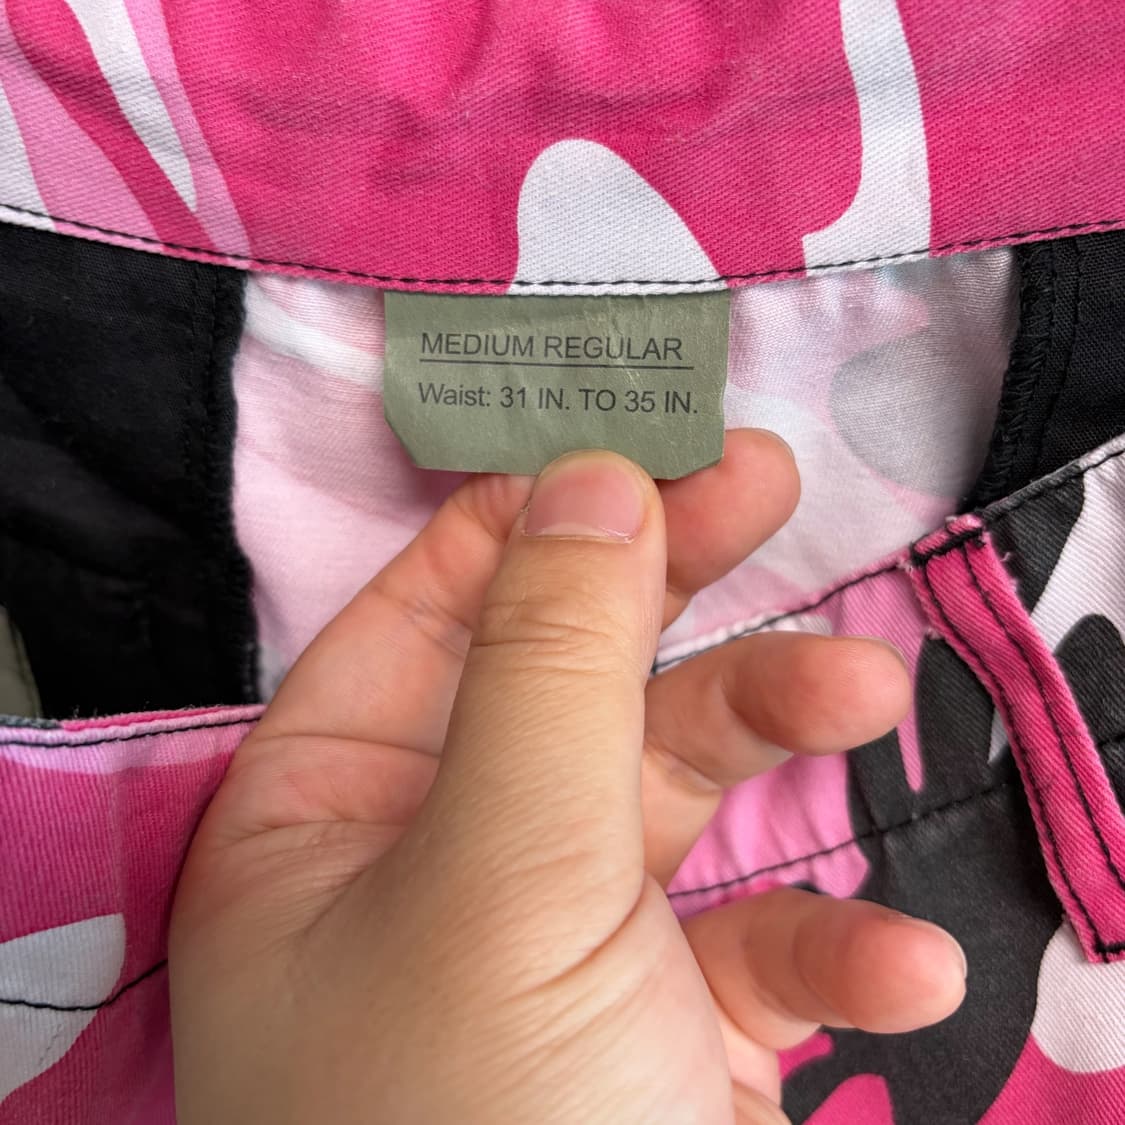 MEDIUM REGULAR
Waist: 31 IN. TO 35 IN.